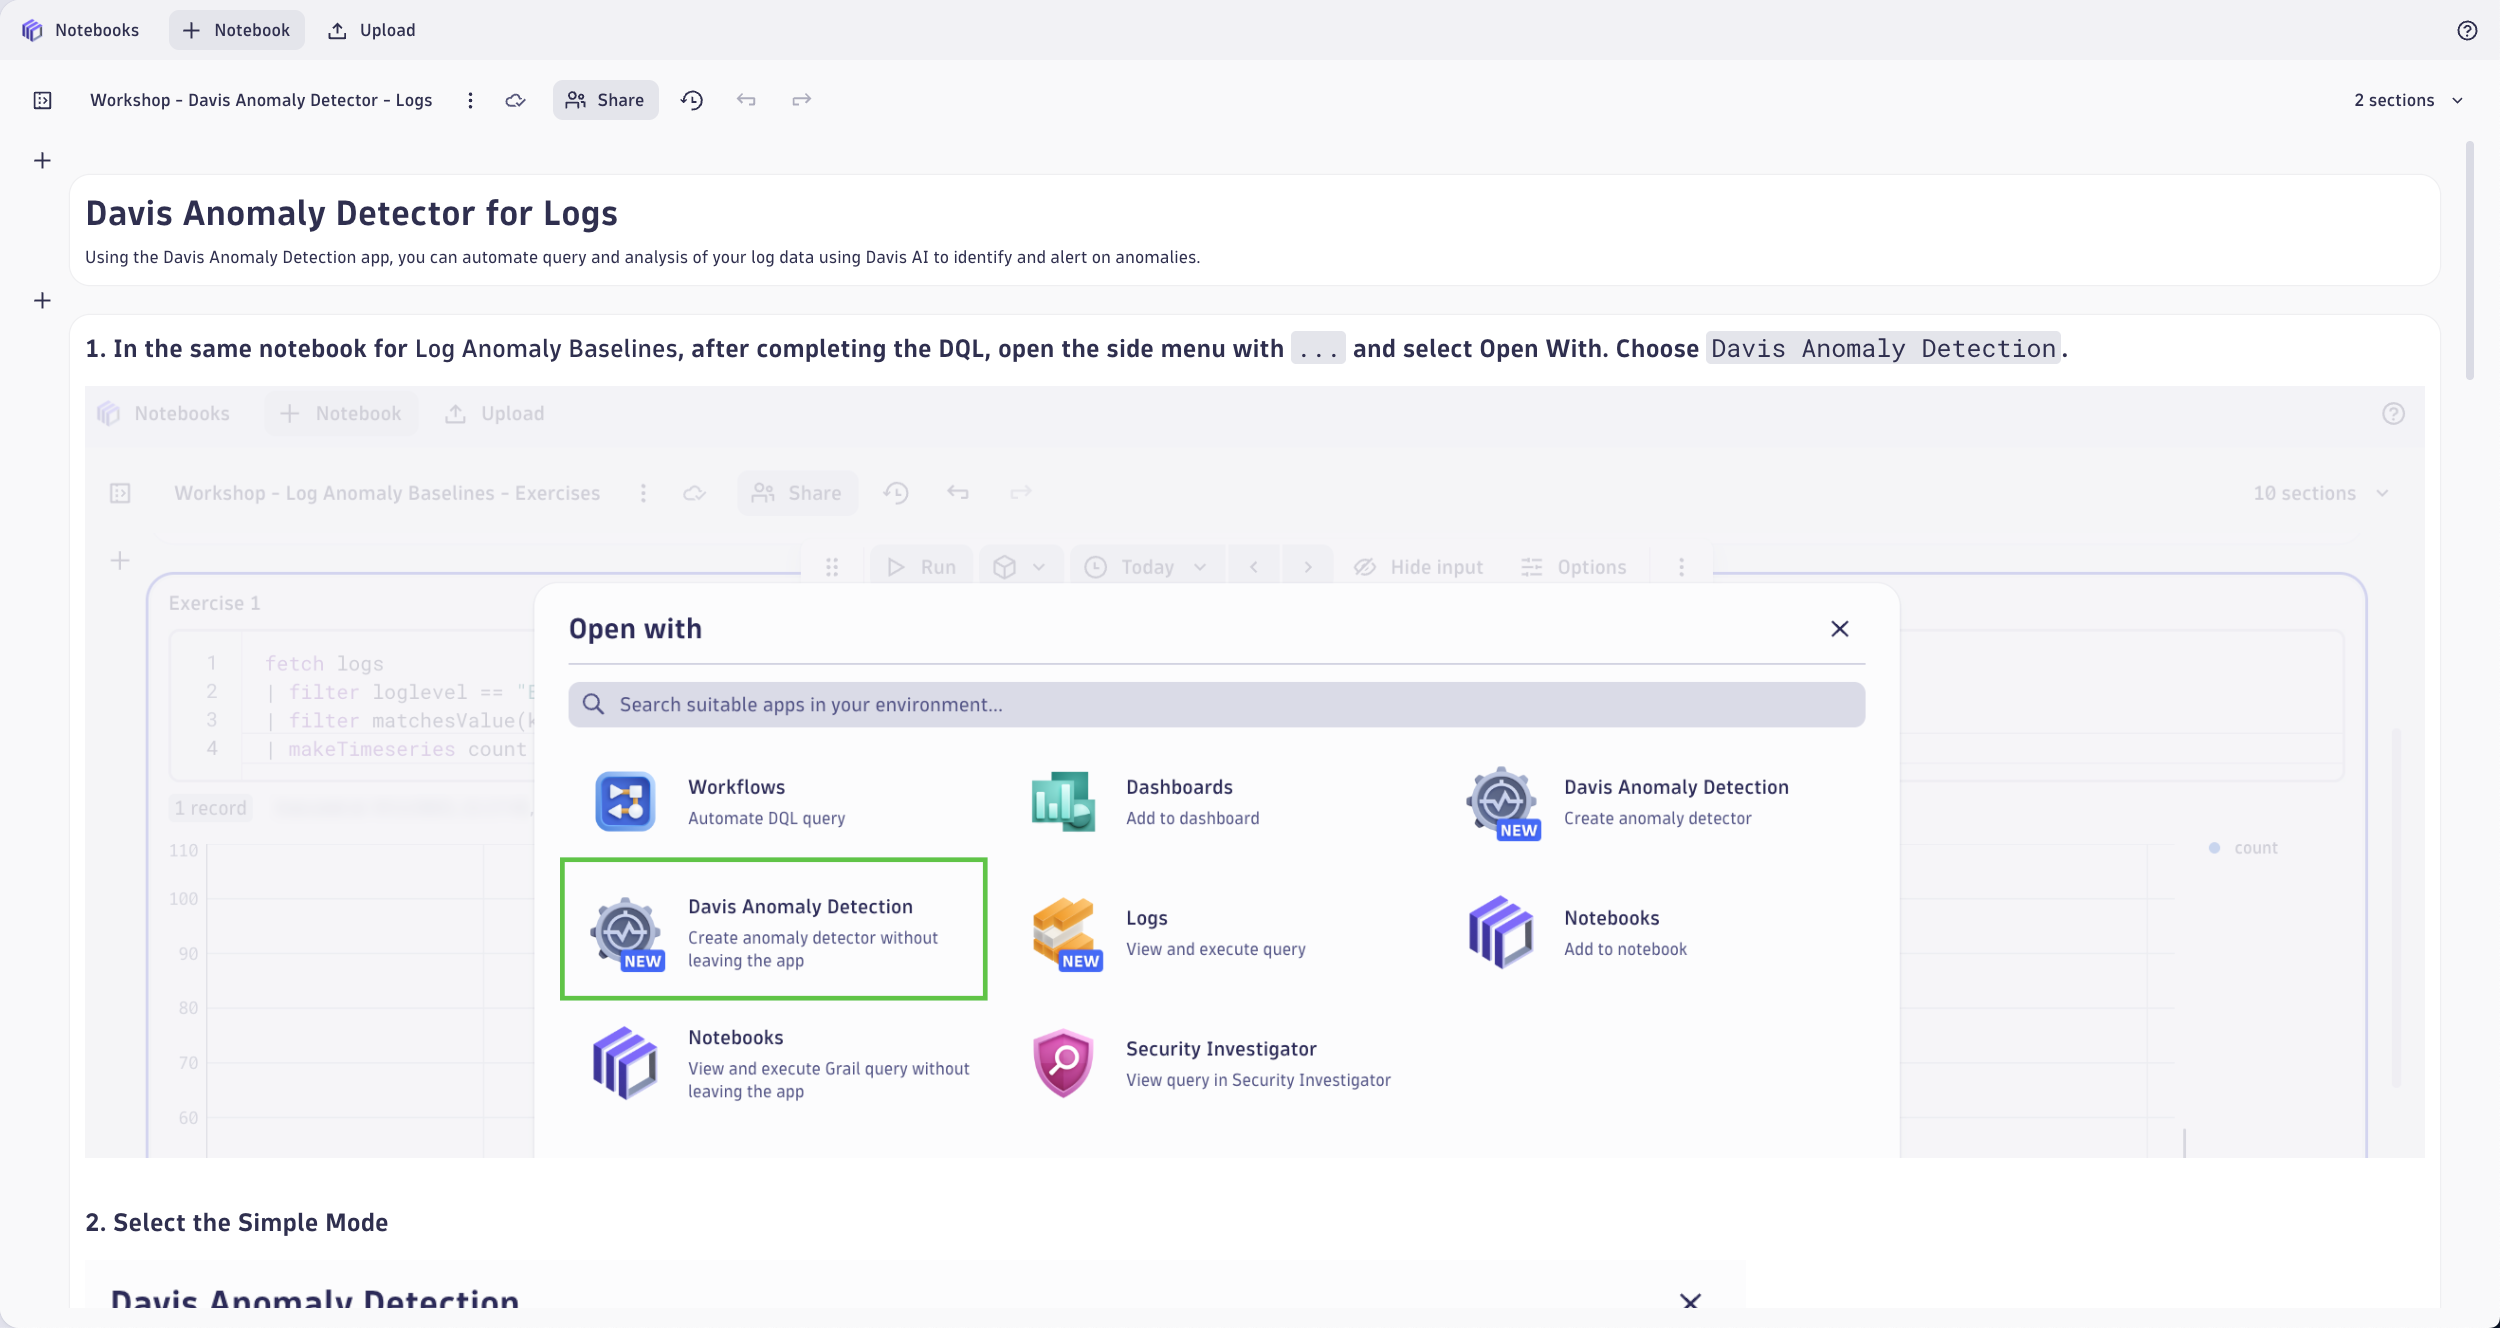 Notebooks
Notebook
Upload
Workshop - Davis Anomaly Detector - Logs
Share
2 sections
Davis Anomaly Detector for Logs
Using the Davis Anomaly Detection app, you can automate query and analysis of your log data using Davis AI to identify and alert on anomalies.
1. In the same notebook for Log Anomaly Baselines, after completing the DQL, open the side menu with ... and select Open With. Choose Davis Anomaly Detection.
Notebooks
Notebook
Upload
Workshop - Log Anomaly Baselines - Exercises
Share
10 sections
Run
Today
Hide input
Options
Exercise 1
1 fetch logs
2 | filter loglevel == "E
3 | filter matchesValue(k
4 | makeTimeseries count
1 record
110
100
90
80
70
60
count
Open with
Search suitable apps in your environment...
Workflows
Automate DQL query
Dashboards
Add to dashboard
Davis Anomaly Detection
Create anomaly detector
NEW
Davis Anomaly Detection
Create anomaly detector without
leaving the app
NEW
Logs
View and execute query
NEW
Notebooks
Add to notebook
Notebooks
View and execute Grail query without
leaving the app
Security Investigator
View query in Security Investigator
2. Select the Simple Mode
Davis Anomaly Detection